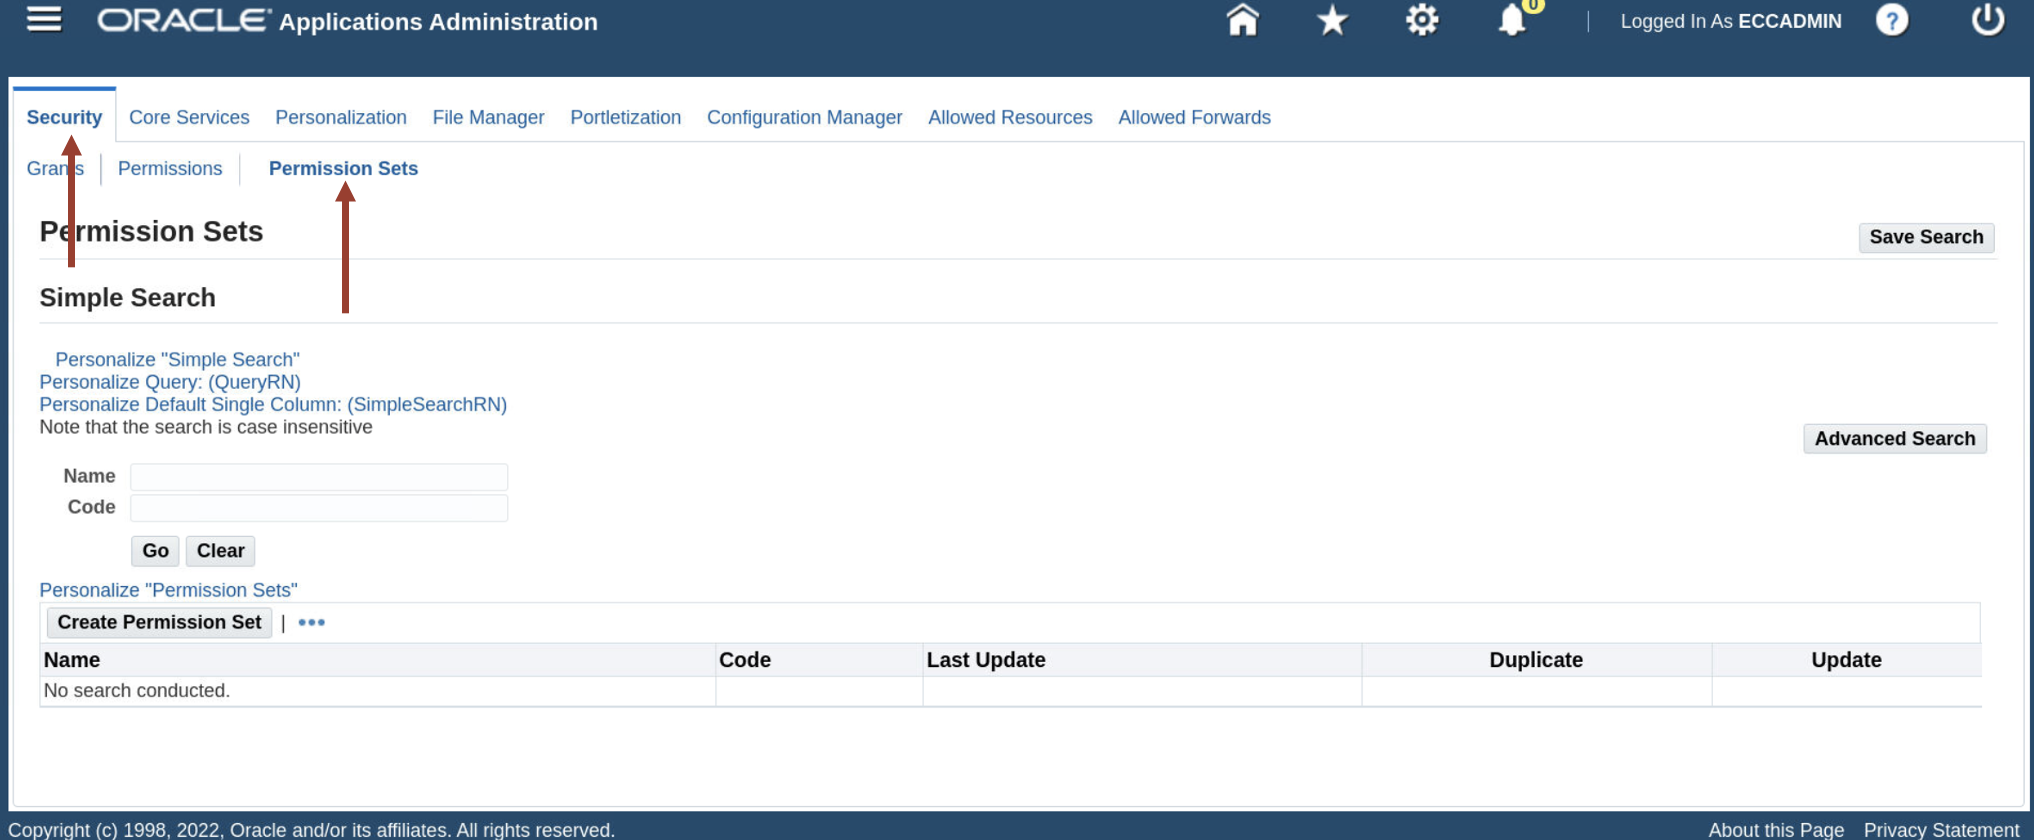 ORACLE Applications Administration 0 Logged In As ECCADMIN ?
Security Core Services Personalization File Manager Portletization Configuration Manager Allowed Resources Allowed Forwards
Grants Permissions Permission Sets
Permission Sets Save Search
Simple Search
Personalize "Simple Search"
Personalize Query: (QueryRN)
Personalize Default Single Column: (SimpleSearchRN)
Note that the search is case insensitive
Advanced Search
Name
Code
Go Clear
Personalize "Permission Sets"
Create Permission Set | •••
Name Code Last Update Duplicate Update
No search conducted.
Copyright (c) 1998, 2022, Oracle and/or its affiliates. All rights reserved. About this Page Privacy Statement